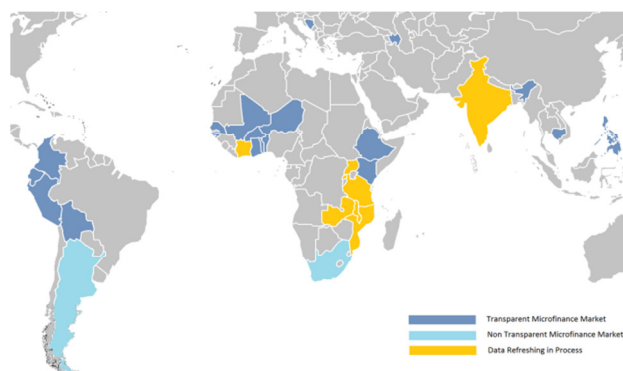 Transparent Microfinance Market
Non Transparent Microfinance Market
Data Refreshing in Process